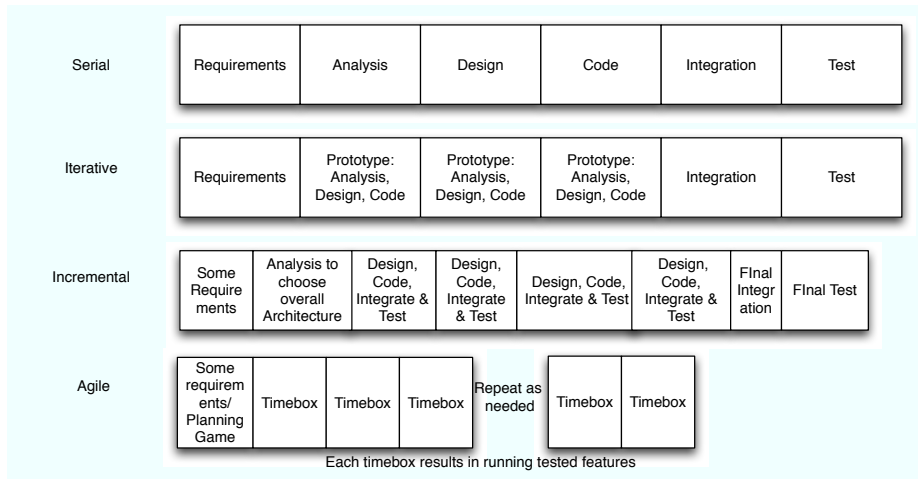 Serial
Requirements
Analysis
Design
Code
Integration
Test
Iterative
Requirements
Prototype:
Analysis,
Design, Code
Prototype:
Analysis,
Design, Code
Prototype:
Analysis,
Design, Code
Integration
Test
Incremental
Some
Require
ments
Analysis to
choose
overall
Architecture
Design,
Code,
Integrate &
Test
Design,
Code,
Integrate
& Test
Design, Code,
Integrate & Test
Design,
Code,
Integrate &
Test
FInal
Integr
ation
FInal Test
Agile
Some
requirem
ents/
Planning
Game
Timebox
Timebox
Timebox
Repeat as
needed
Timebox
Timebox
Each timebox results in running tested features